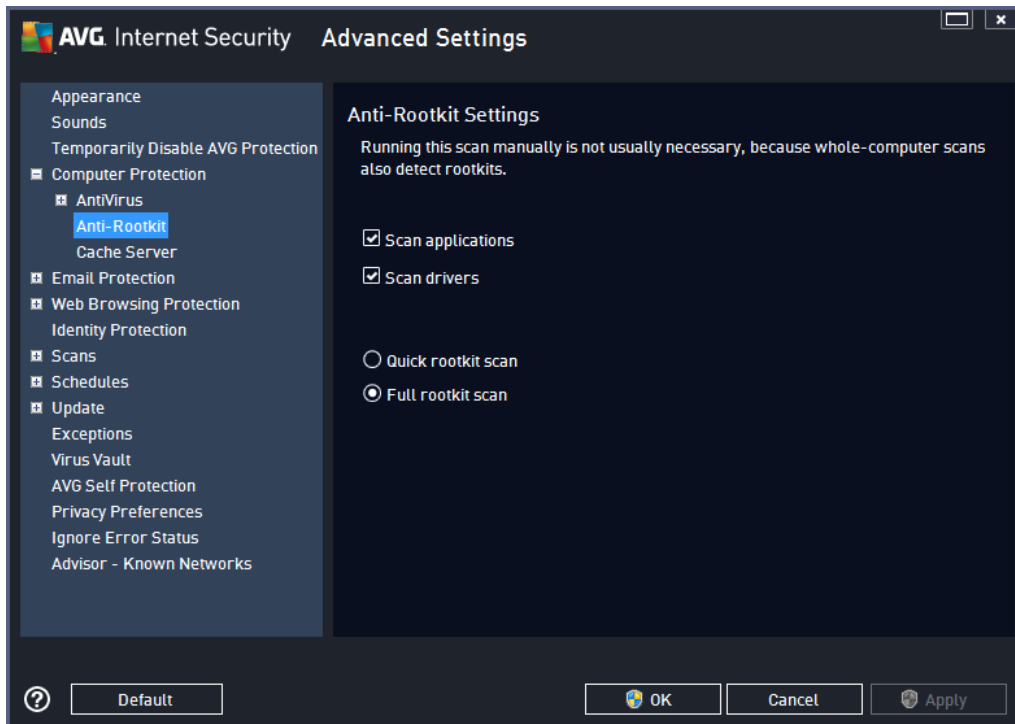 AVG. Internet Security Advanced Settings
Appearance
Sounds
Temporarily Disable AVG Protection
Computer Protection
AntiVirus
Anti-Rootkit
Cache Server
Email Protection
Web Browsing Protection
Identity Protection
Scans
Schedules
Update
Exceptions
Virus Vault
AVG Self Protection
Privacy Preferences
Ignore Error Status
Advisor - Known Networks
Anti-Rootkit Settings
Running this scan manually is not usually necessary, because whole-computer scans
also detect rootkits.
Scan applications
Scan drivers
Quick rootkit scan
Full rootkit scan
Default
OK
Cancel
Apply